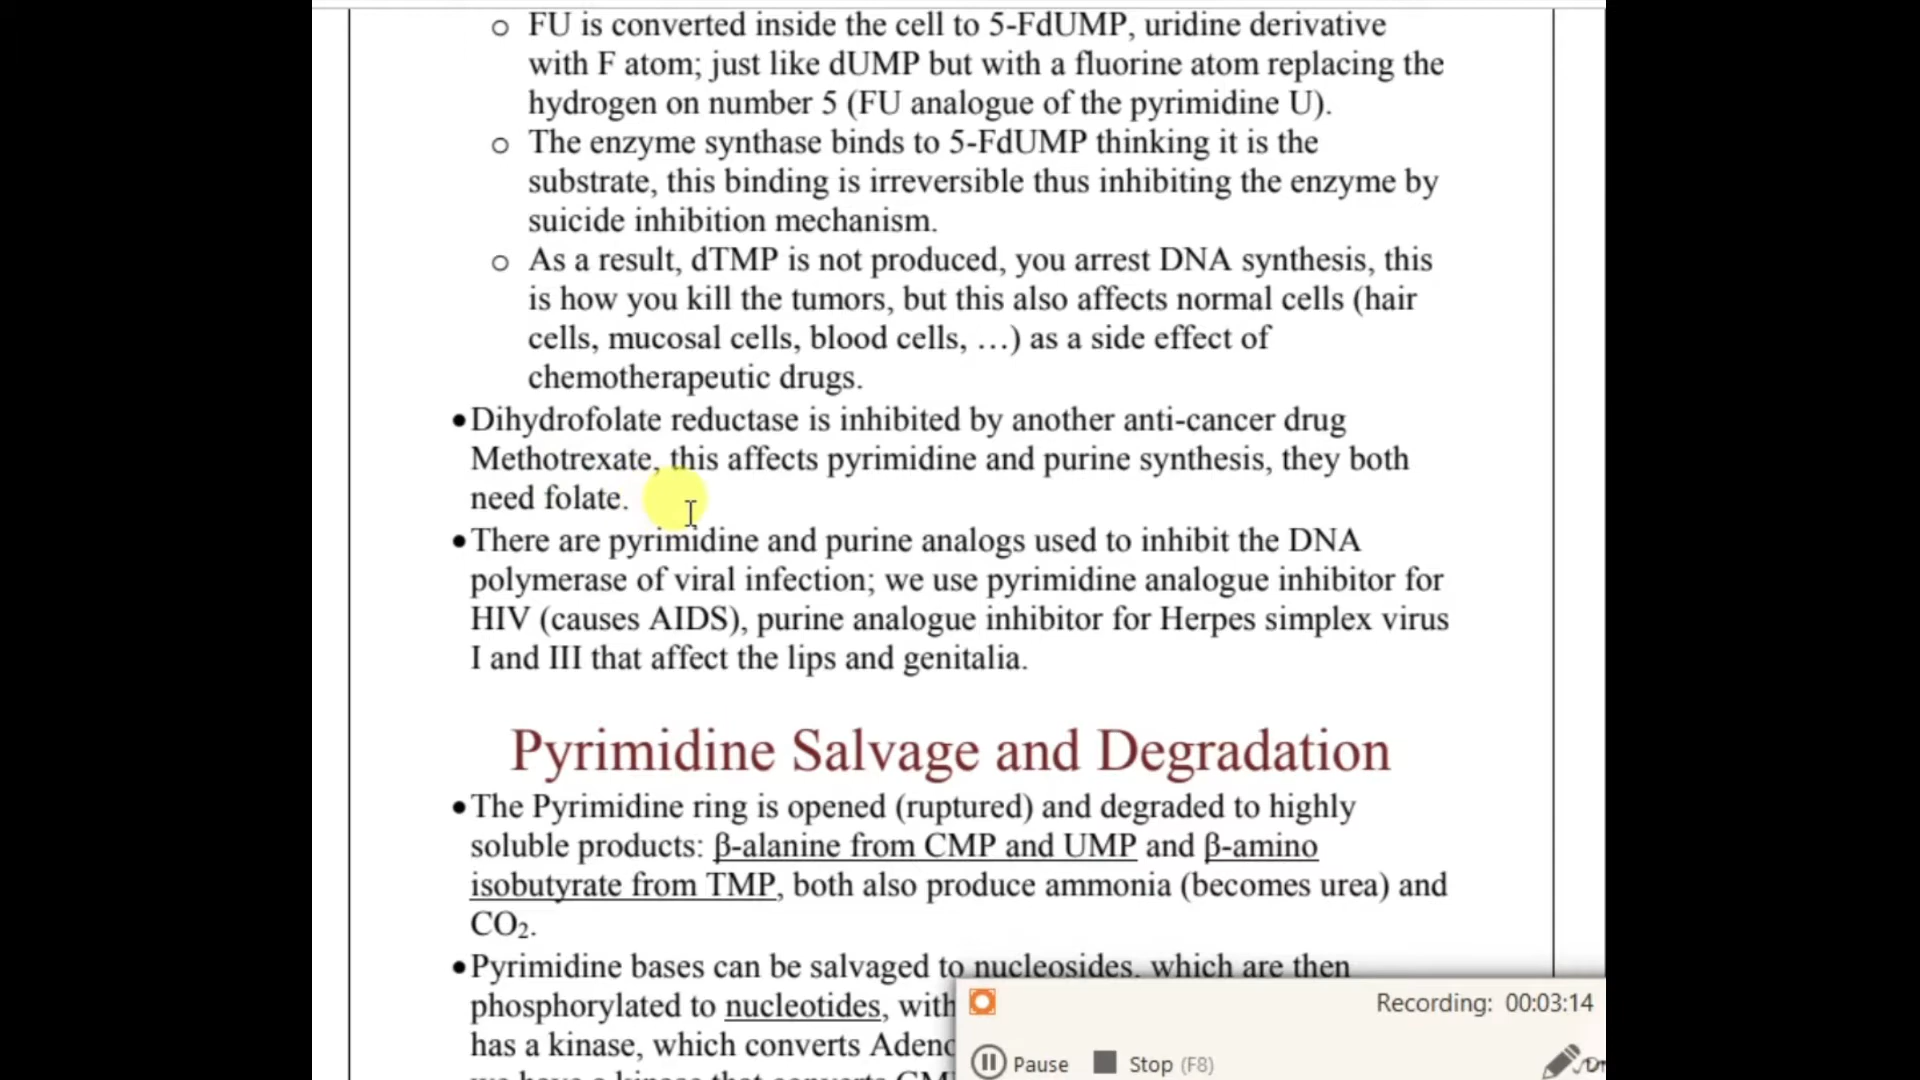 o FU is converted inside the cell to 5-FdUMP, uridine derivative
with F atom; just like dUMP but with a fluorine atom replacing the
hydrogen on number 5 (FU analogue of the pyrimidine U).
o The enzyme synthase binds to 5-FdUMP thinking it is the
substrate, this binding is irreversible thus inhibiting the enzyme by
suicide inhibition mechanism.
o As a result, dTMP is not produced, you arrest DNA synthesis, this
is how you kill the tumors, but this also affects normal cells (hair
cells, mucosal cells, blood cells, …) as a side effect of
chemotherapeutic drugs.
•Dihydrofolate reductase is inhibited by another anti-cancer drug
Methotrexate, this affects pyrimidine and purine synthesis, they both
need folate.
•There are pyrimidine and purine analogs used to inhibit the DNA
polymerase of viral infection; we use pyrimidine analogue inhibitor for
HIV (causes AIDS), purine analogue inhibitor for Herpes simplex virus
I and III that affect the lips and genitalia.
Pyrimidine Salvage and Degradation
•The Pyrimidine ring is opened (ruptured) and degraded to highly
soluble products: β-alanine from CMP and UMP and β-amino
isobutyrate from TMP, both also produce ammonia (becomes urea) and
CO₂.
•Pyrimidine bases can be salvaged to nucleosides, which are then
phosphorylated to nucleotides, with
has a kinase, which converts
Recording: 00:03:14
Pause Stop (F8)